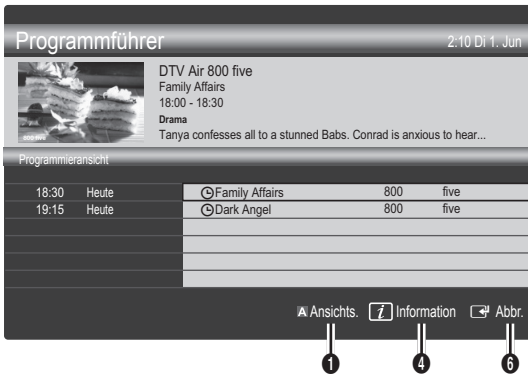 Programmführer 2:10 Di 1. Jun
DTV Air 800 five
Family Affairs
18:00 - 18:30
Drama
Tanya confesses all to a stunned Babs. Conrad is anxious to hear...
Programmieransicht
18:30 Heute Family Affairs 800 five
19:15 Heute Dark Angel 800 five
A Ansichts. i Information Abbr.
1 4 6